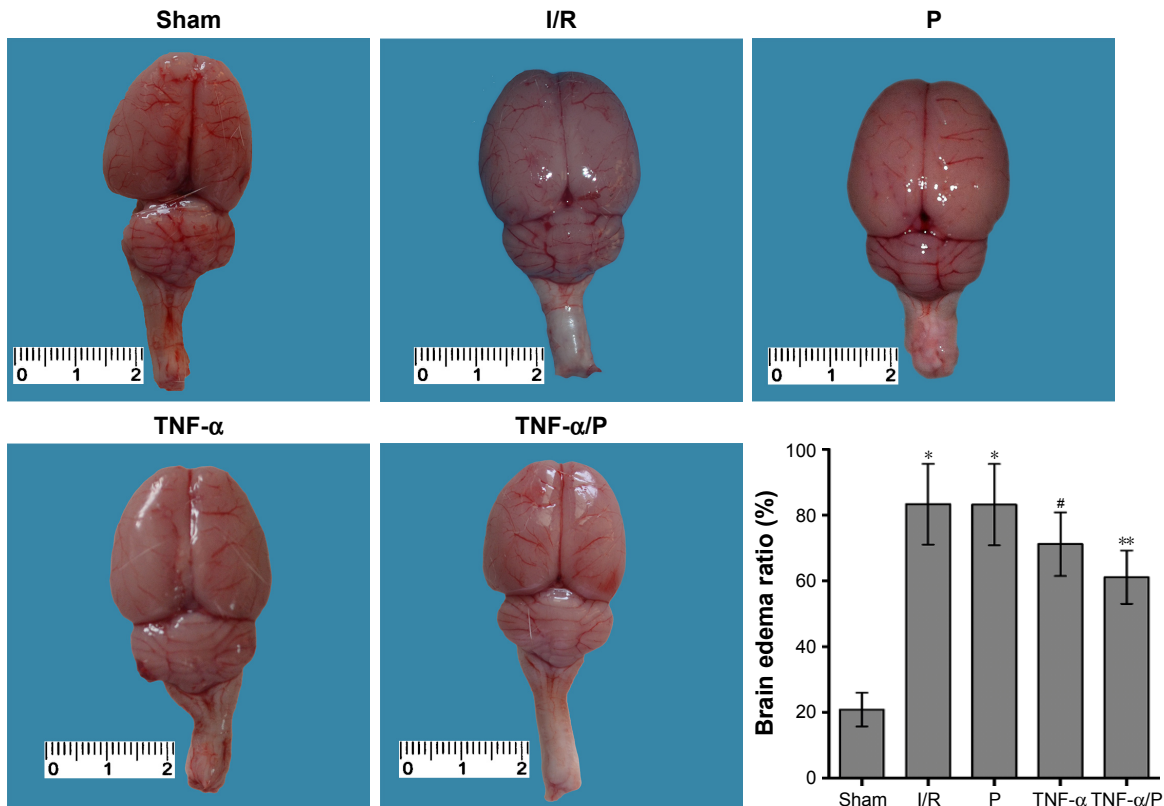 Sham
I/R
P
0 1 2
0 1 2
0 1 2
TNF-α
TNF-α/P
0 1 2
0 1 2
Brain edema ratio (%)
100
80
60
40
20
0
*
*
#
**
Sham
I/R
P
TNF-α
TNF-α/P